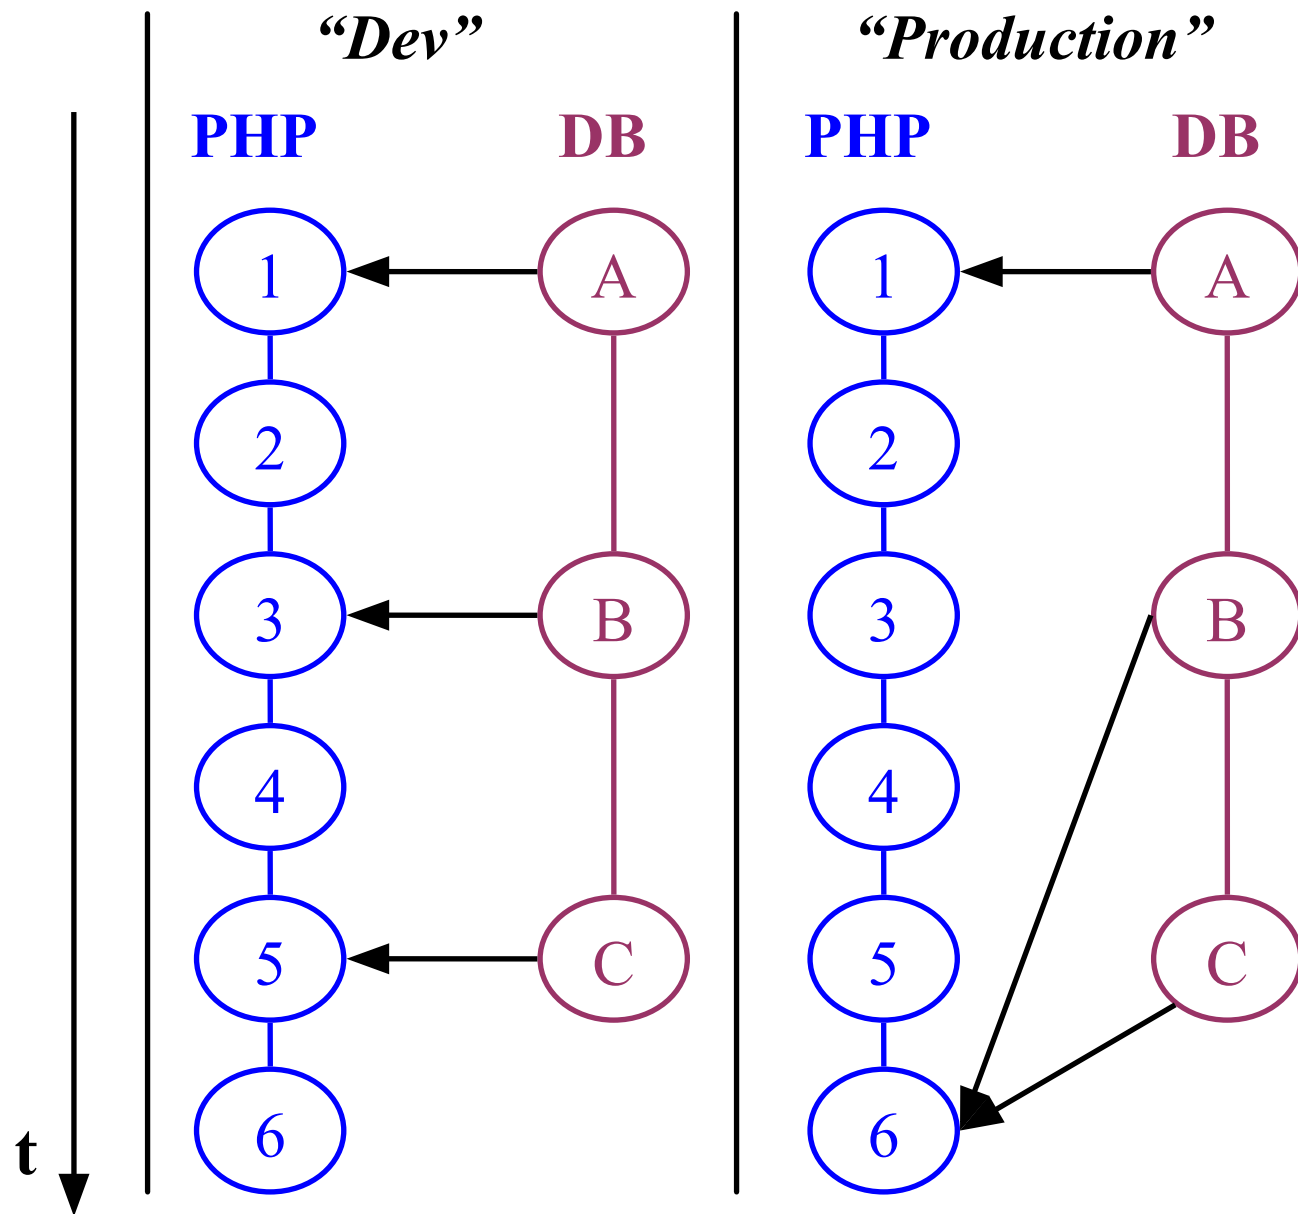 “Dev” “Production”
PHP DB PHP DB
1 A 1 A
2 2
3 B 3 B
4 4
5 C 5 C
6 6
t